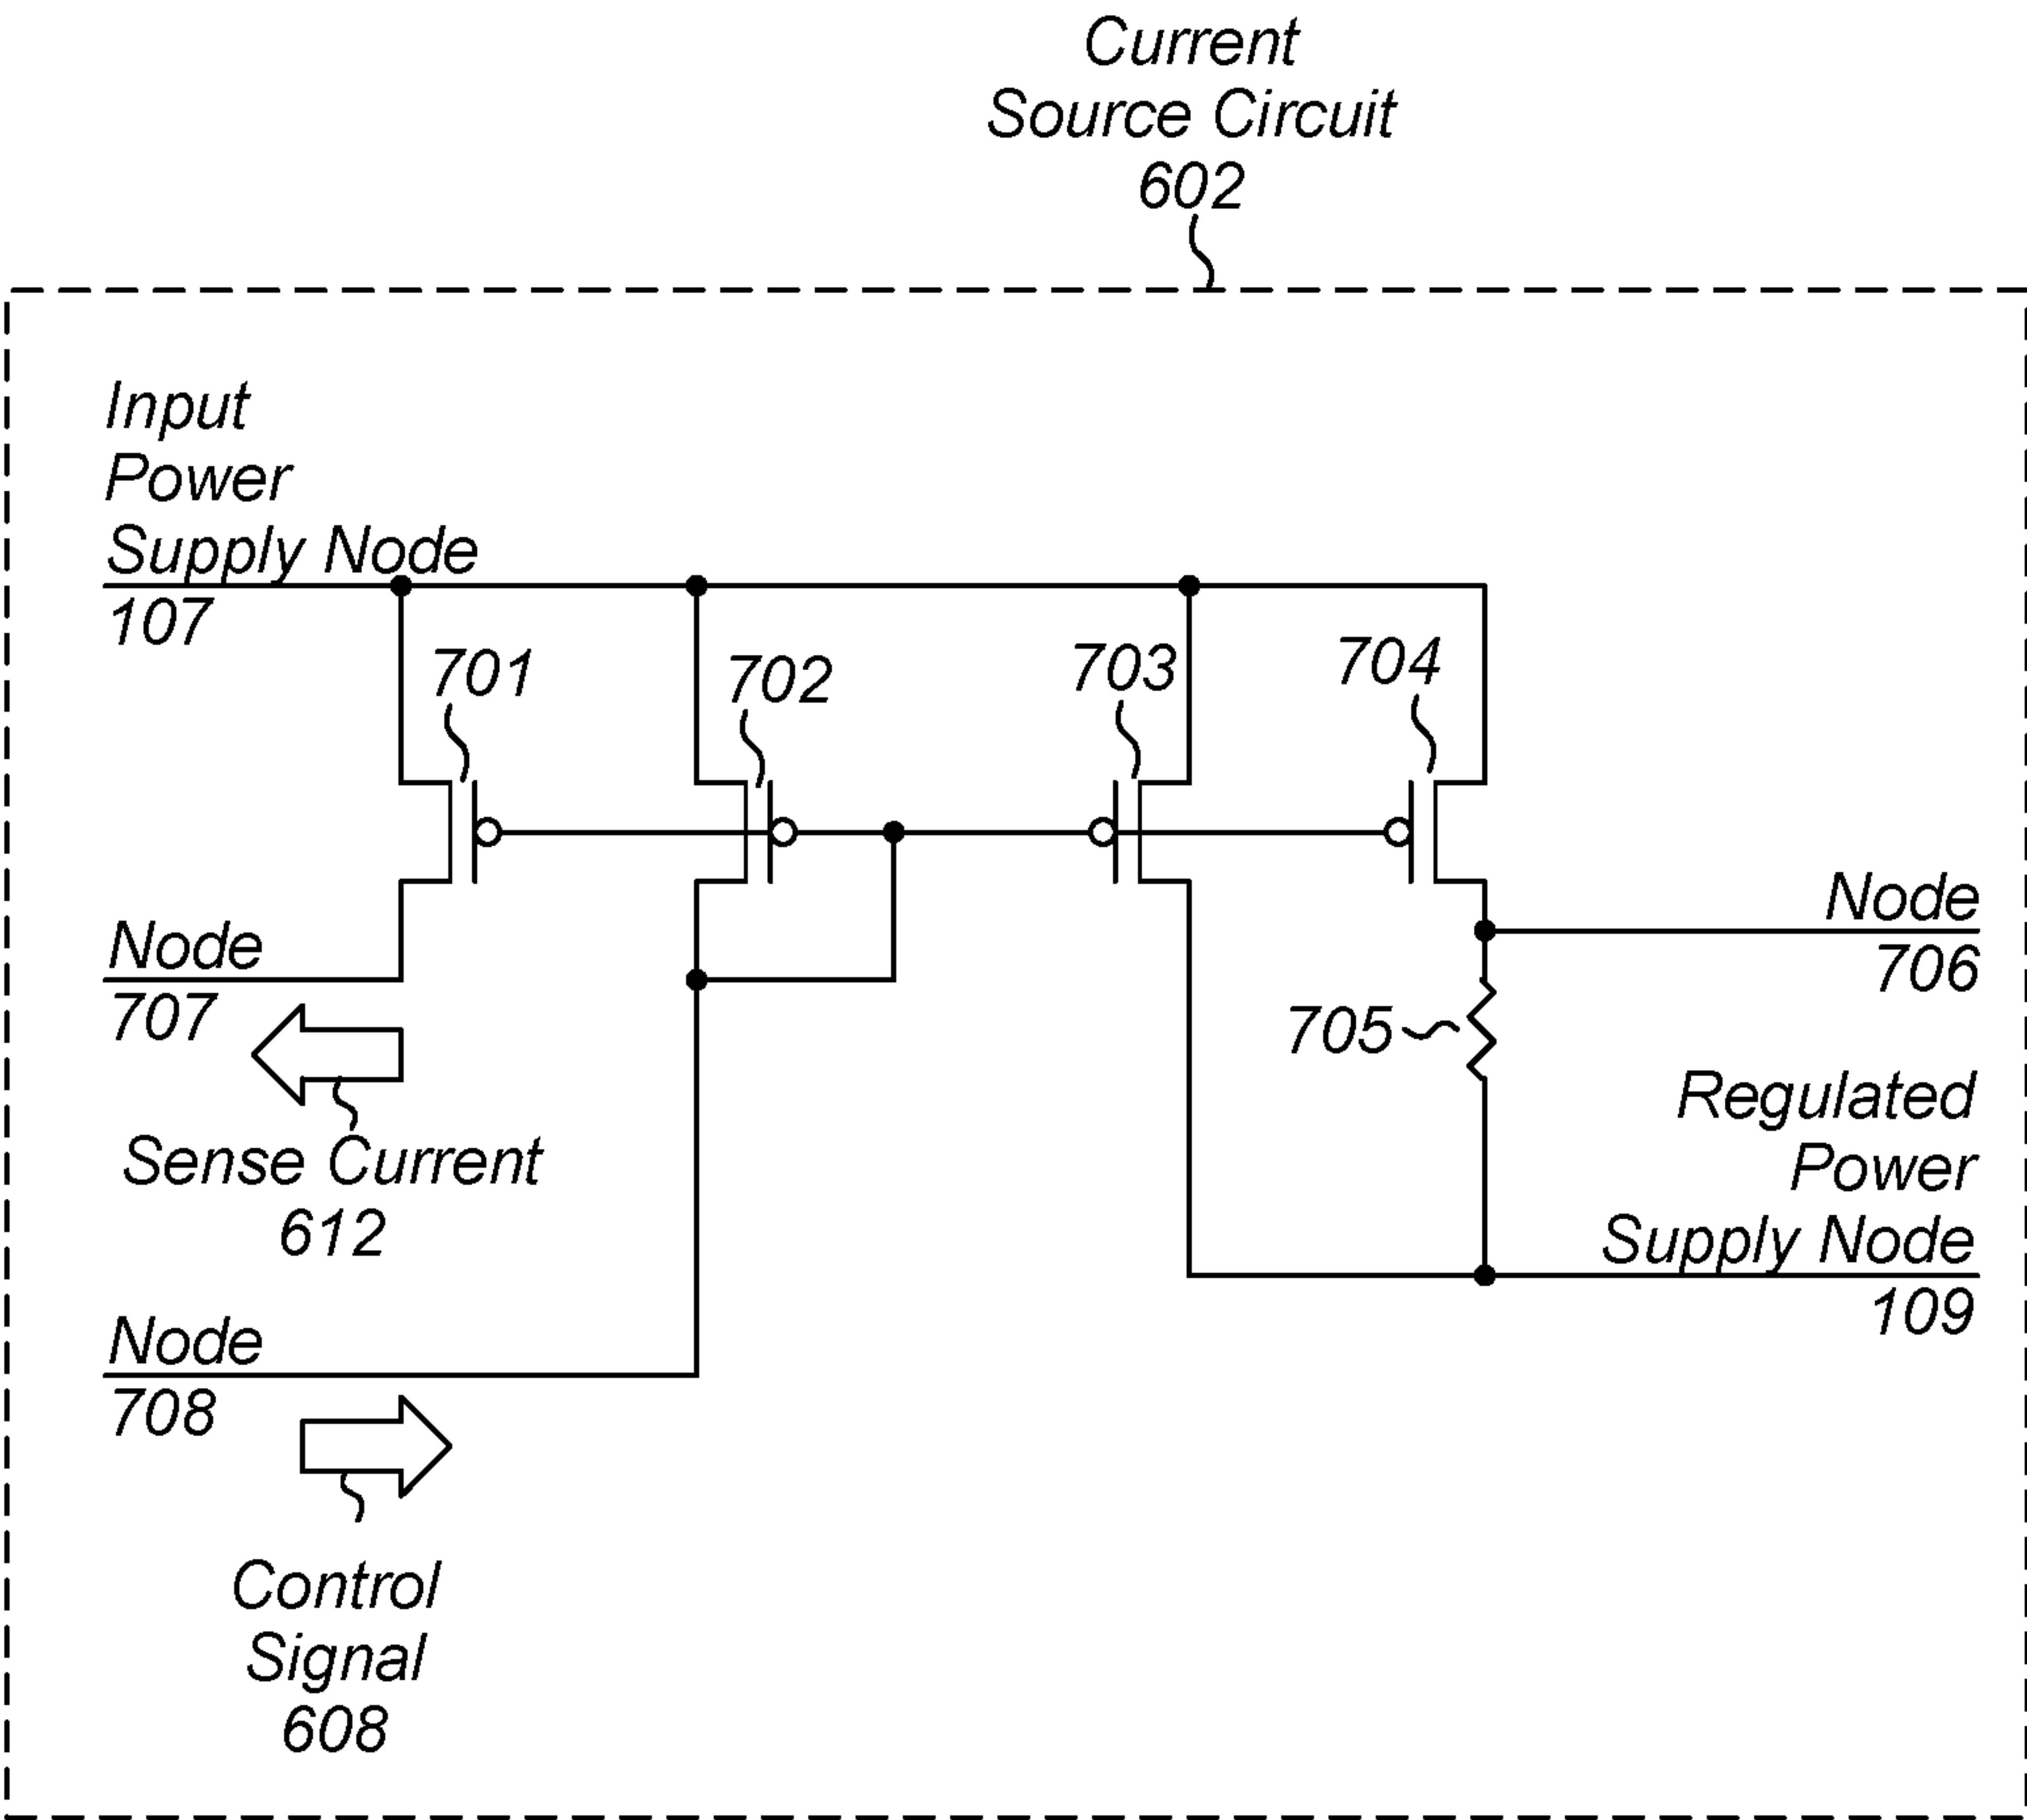 Current
Source Circuit
602
Input
Power
Supply Node
107
701
702
703
704
Node
706
Node
707
705
Sense Current
612
Regulated
Power
Supply Node
109
Node
708
Control
Signal
608